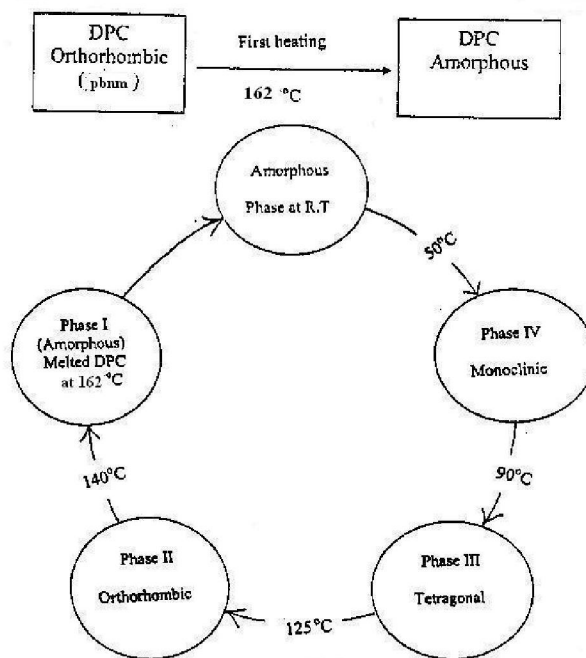 DPC
Orthorhombic
( pbnm )
First heating
162 °C
DPC
Amorphous
Amorphous
Phase at R.T
50°C
Phase IV
Monoclinic
90°C
Phase III
Tetragonal
125°C
Phase II
Orthorhombic
140°C
Phase I
(Amorphous)
Melted DPC
at 162 °C